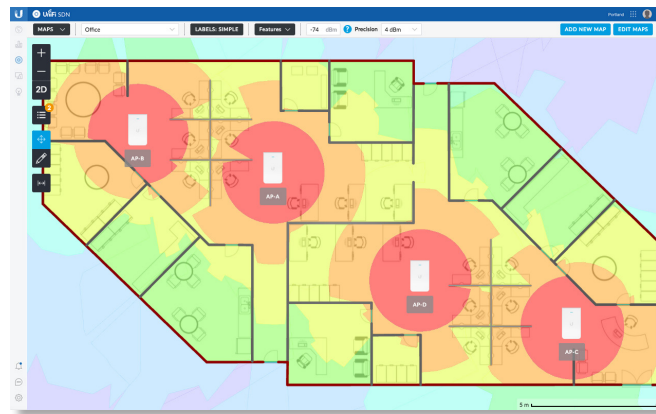 U UniFi SDN
Portland
MAPS Office LABELS: SIMPLE Features -74 dBm ? Precision 4 dBm ADD NEW MAP EDIT MAPS
+
−
2D
AP-B
AP-A
AP-D
AP-C
5 m